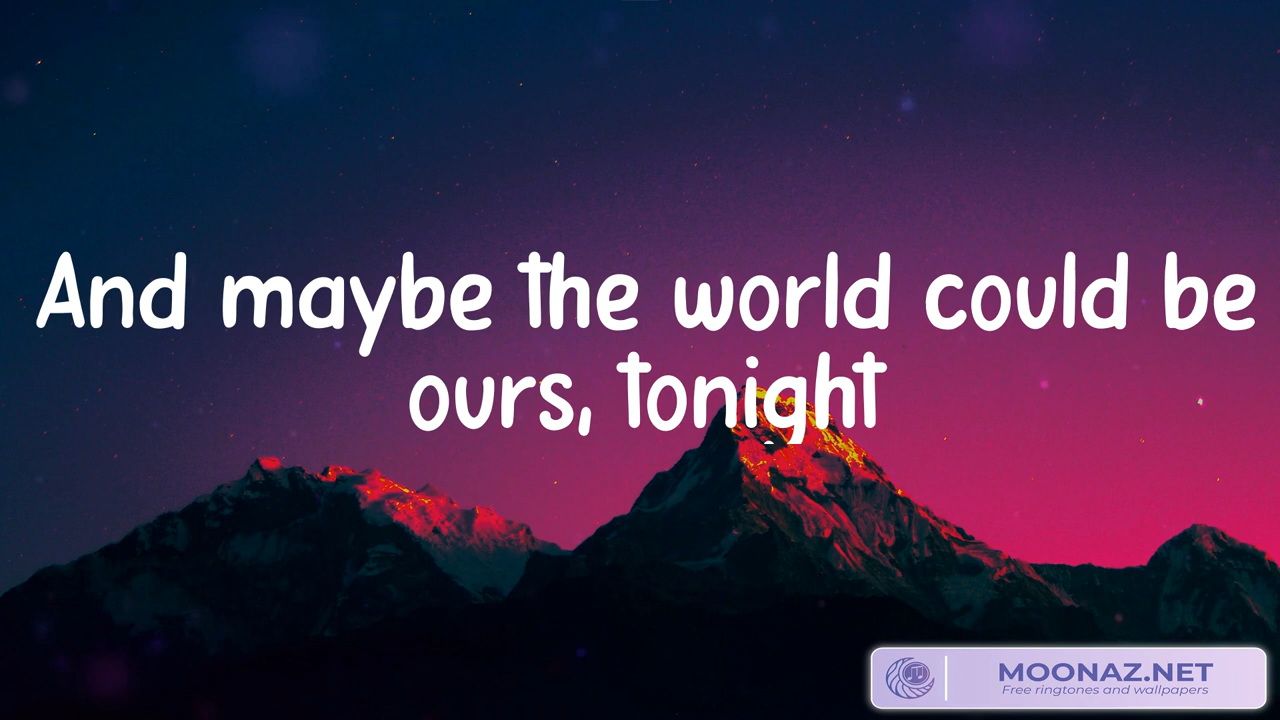 And maybe the world could be
ours, tonight
MOONAZ.NET
Free ringtones and wallpapers